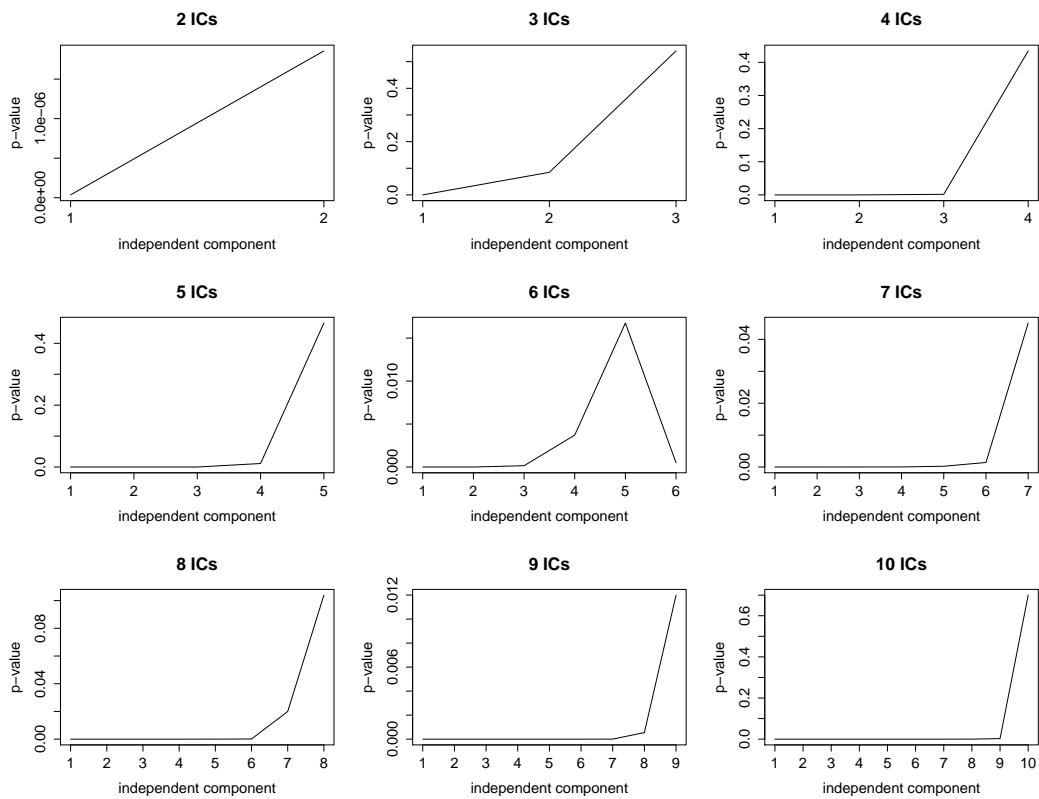 2 ICs
p−value
0.0e+00 1.0e−06
1 2
independent component
3 ICs
p−value
0.0 0.2 0.4
1 2 3
independent component
4 ICs
p−value
0.0 0.1 0.2 0.3 0.4
1 2 3 4
independent component
5 ICs
p−value
0.0 0.2 0.4
1 2 3 4 5
independent component
6 ICs
p−value
0.000 0.010
1 2 3 4 5 6
independent component
7 ICs
p−value
0.00 0.02 0.04
1 2 3 4 5 6 7
independent component
8 ICs
p−value
0.00 0.04 0.08
1 2 3 4 5 6 7 8
independent component
9 ICs
p−value
0.000 0.006 0.012
1 2 3 4 5 6 7 8 9
independent component
10 ICs
p−value
0.0 0.2 0.4 0.6
1 2 3 4 5 6 7 8 9 10
independent component